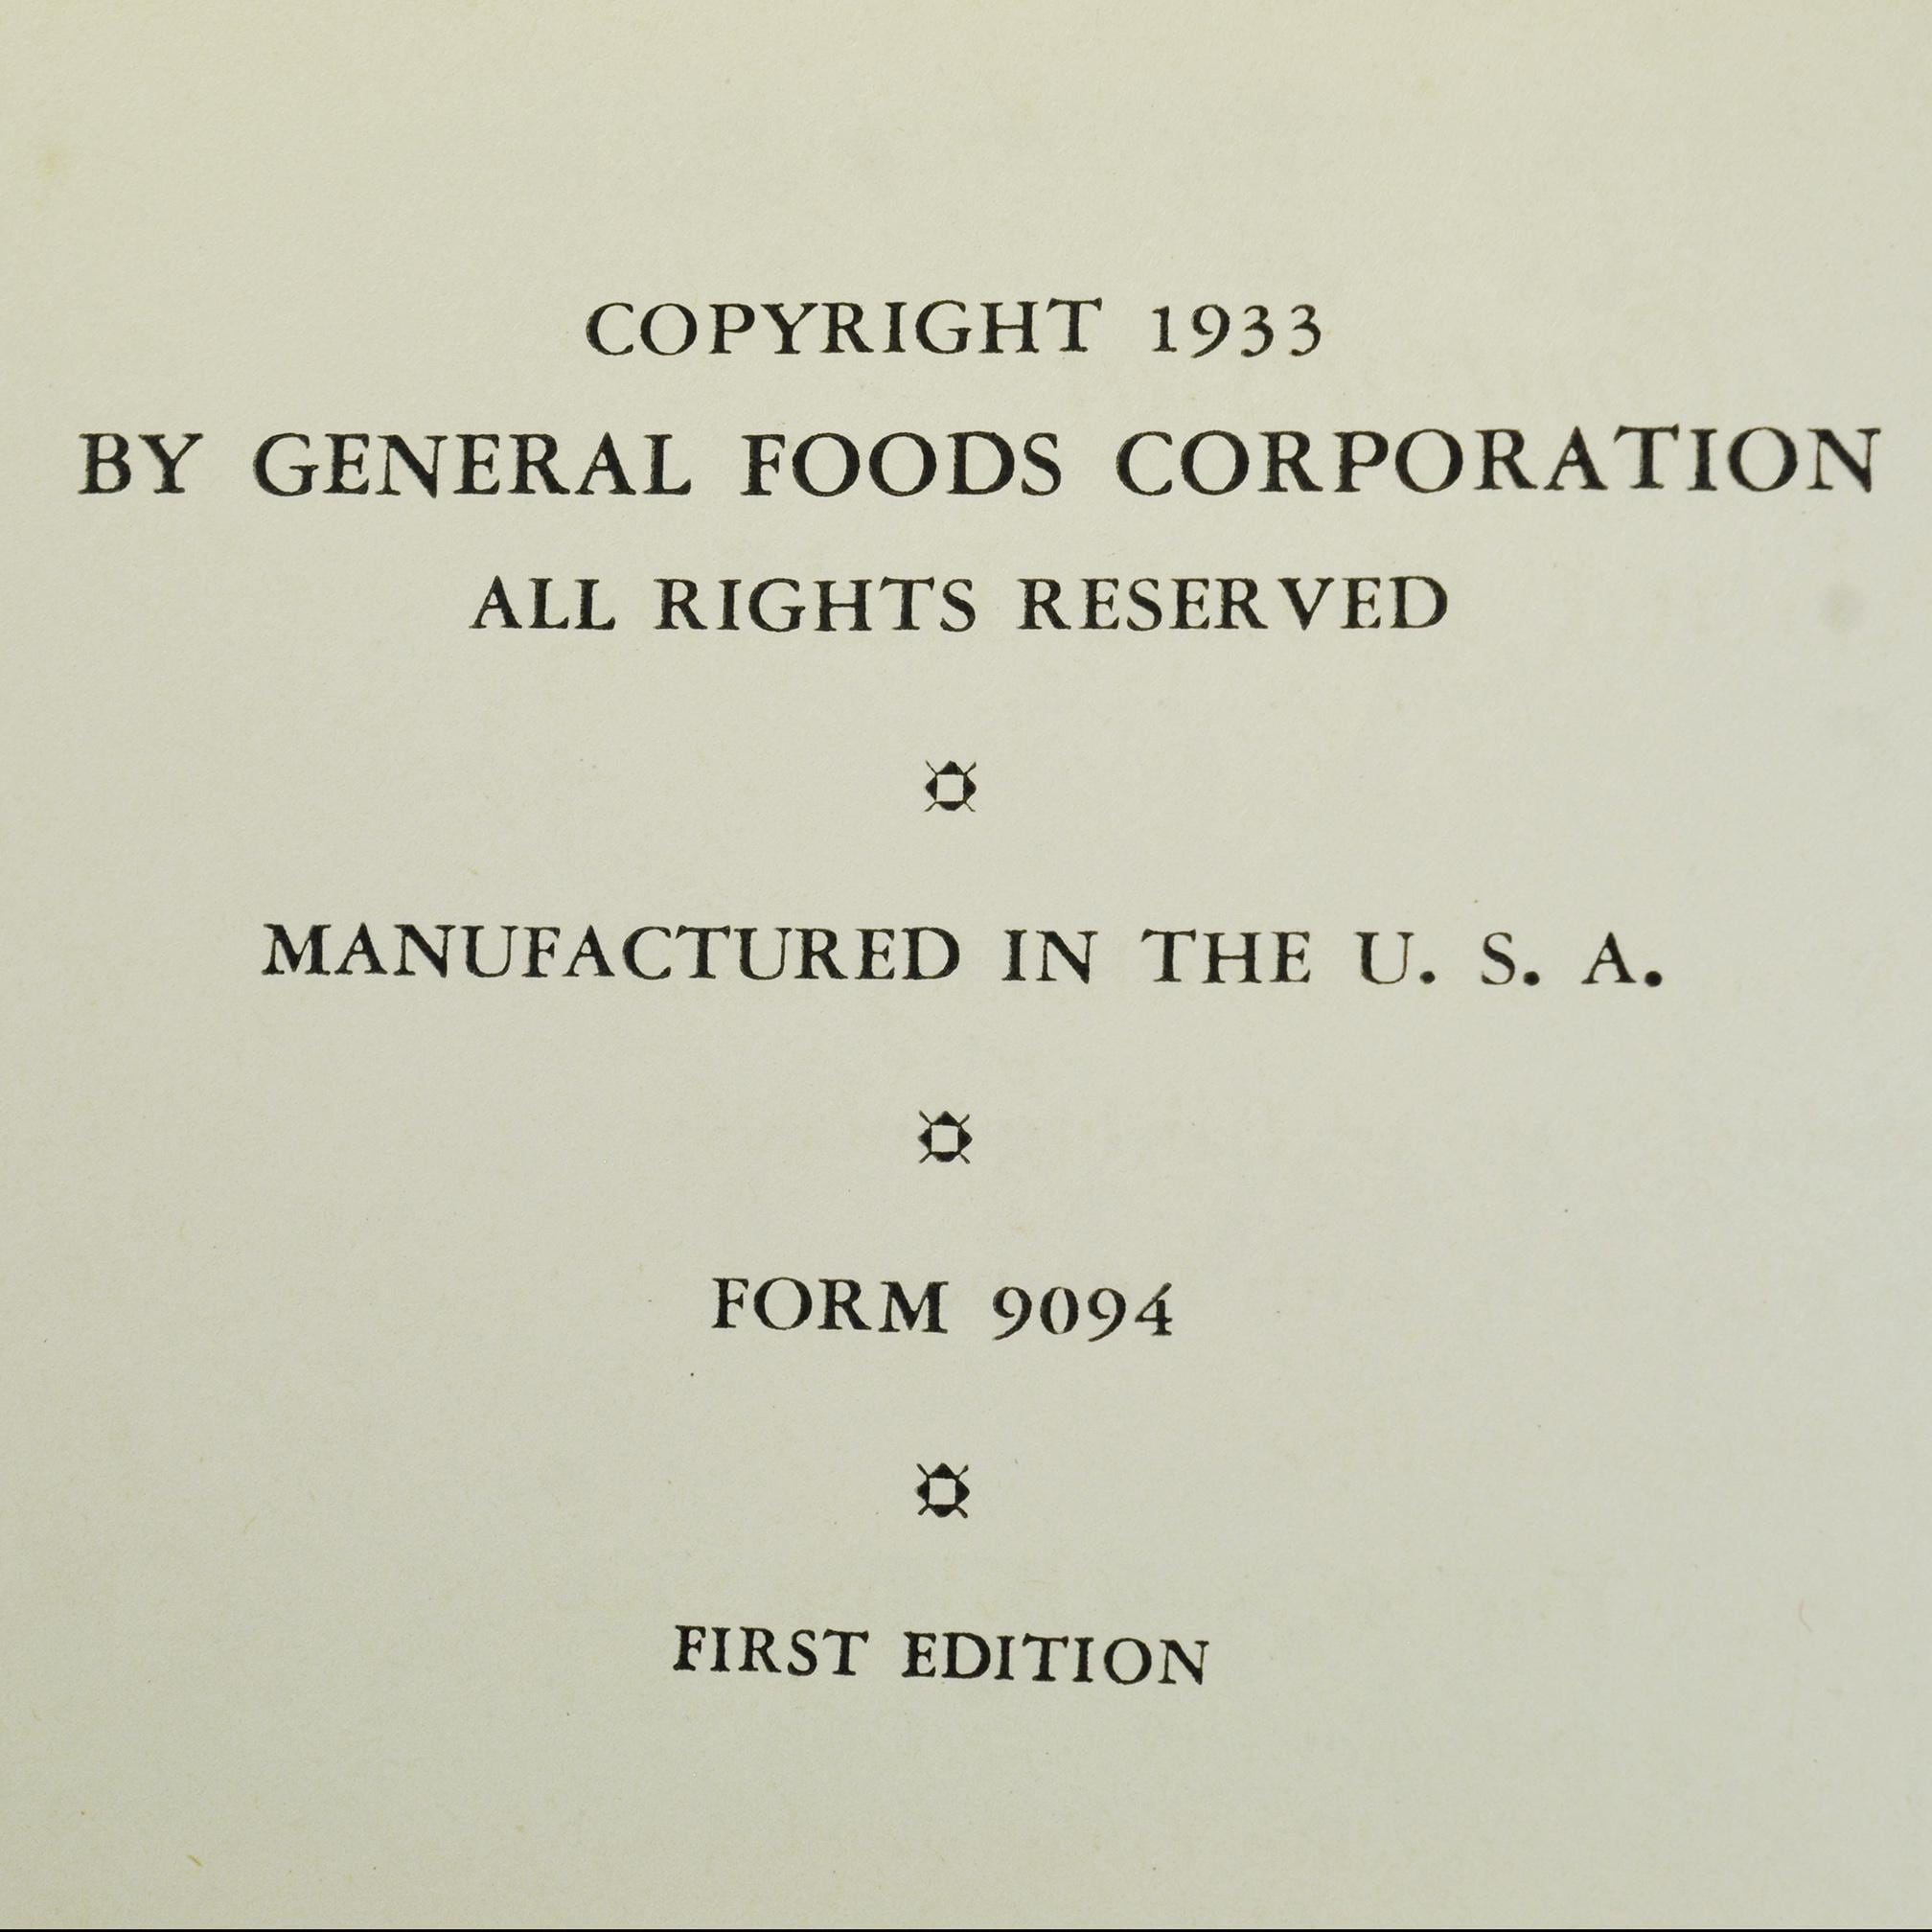 COPYRIGHT 1933
BY GENERAL FOODS CORPORATION
ALL RIGHTS RESERVED
MANUFACTURED IN THE U. S. A.
FORM 9094
FIRST EDITION